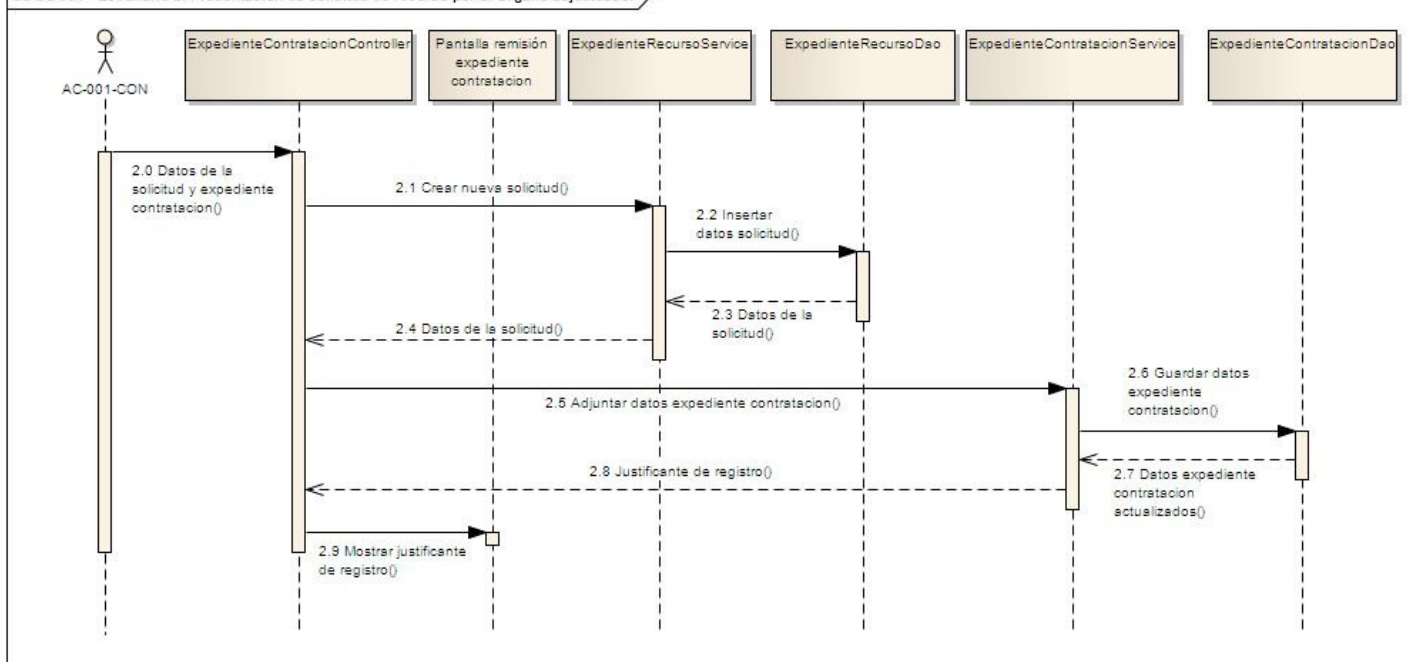 AC-001-CON
ExpedienteContratacionController
Pantalla remisión
expediente
contratacion
ExpedienteRecursoService
ExpedienteRecursoDao
ExpedienteContratacionService
ExpedienteContratacionDao
2.0 Datos de la
solicitud y expediente
contratacion()
2.1 Crear nueva solicitud()
2.2 Insertar
datos solicitud()
2.3 Datos de la
solicitud()
2.4 Datos de la solicitud()
2.5 Adjuntar datos expediente contratacion()
2.6 Guardar datos
expediente
contratacion()
2.7 Datos expediente
contratacion
actualizados()
2.8 Justificante de registro()
2.9 Mostrar justificante
de registro()